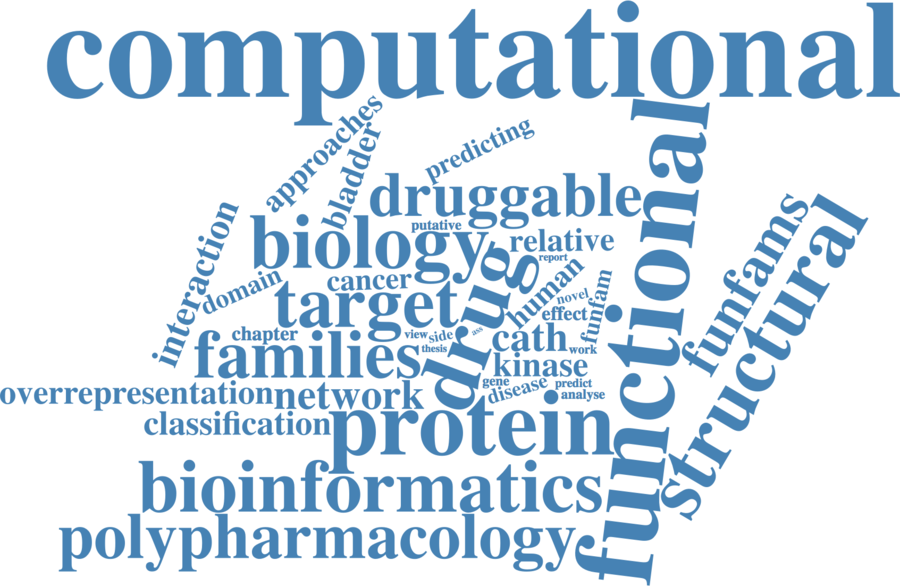 computational
approaches
bladder
predicting
druggable
functional
interaction
domain
biology
putative
relative
report
funfams
structural
cancer
target
drug
human
novel
effect
funfam
chapter
view
side
ass
thesis
cath
work
families
kinase
gene
disease
predict
analyse
overrepresentation
network
classification
protein
bioinformatics
polypharmacology